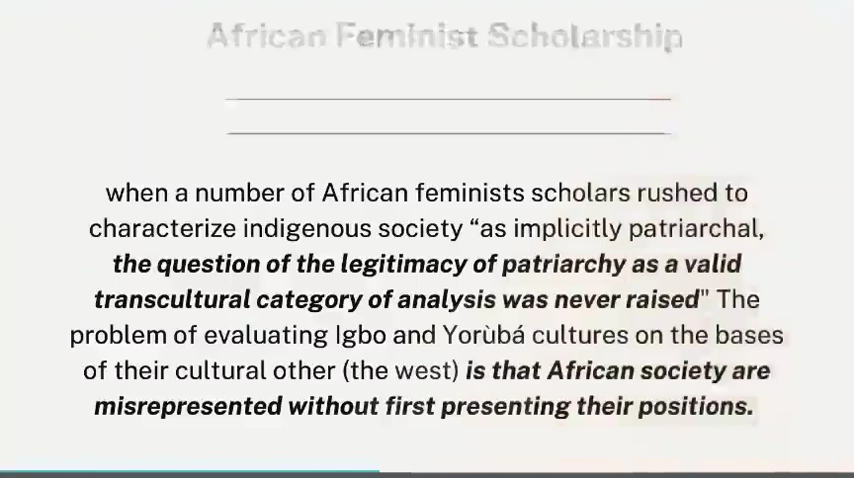 African Feminist Scholarship
when a number of African feminists scholars rushed to
characterize indigenous society “as implicitly patriarchal,
the question of the legitimacy of patriarchy as a valid
transcultural category of analysis was never raised" The
problem of evaluating Igbo and Yorùbá cultures on the bases
of their cultural other (the west) is that African society are
misrepresented without first presenting their positions.